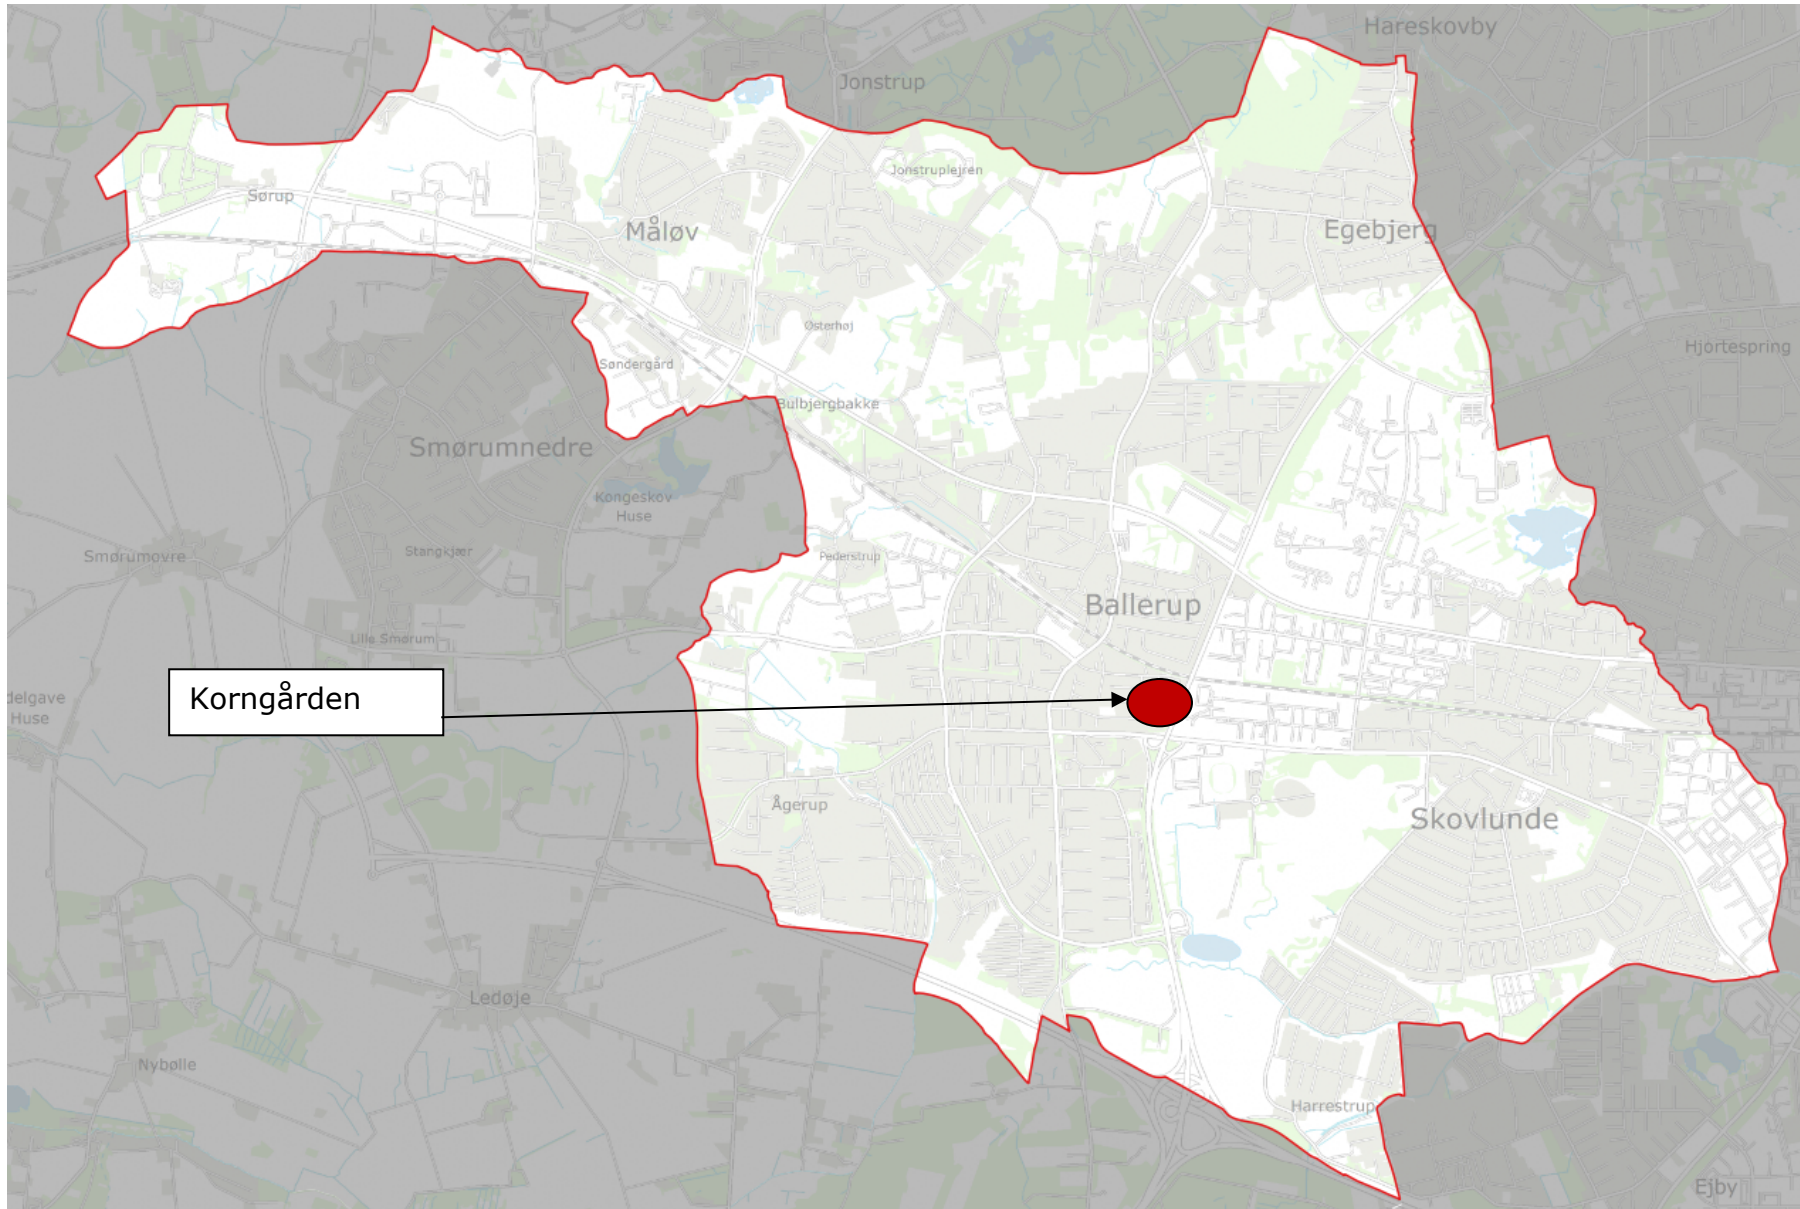 Hareskovby
Jonstrup
Jonstruplejren
Sørup
Måløv
Egebjerg
Østerhøj
Hjortespring
Søndergård
Bulbjergbakke
Smørumnedre
Kongeskov
Huse
Stangkjær
Smørumovre
Pederstrup
Ballerup
Lille Smørum
Korngården
delgave
Huse
Ågerup
Skovlunde
Ledøje
Nybølle
Harrestrup
Ejby